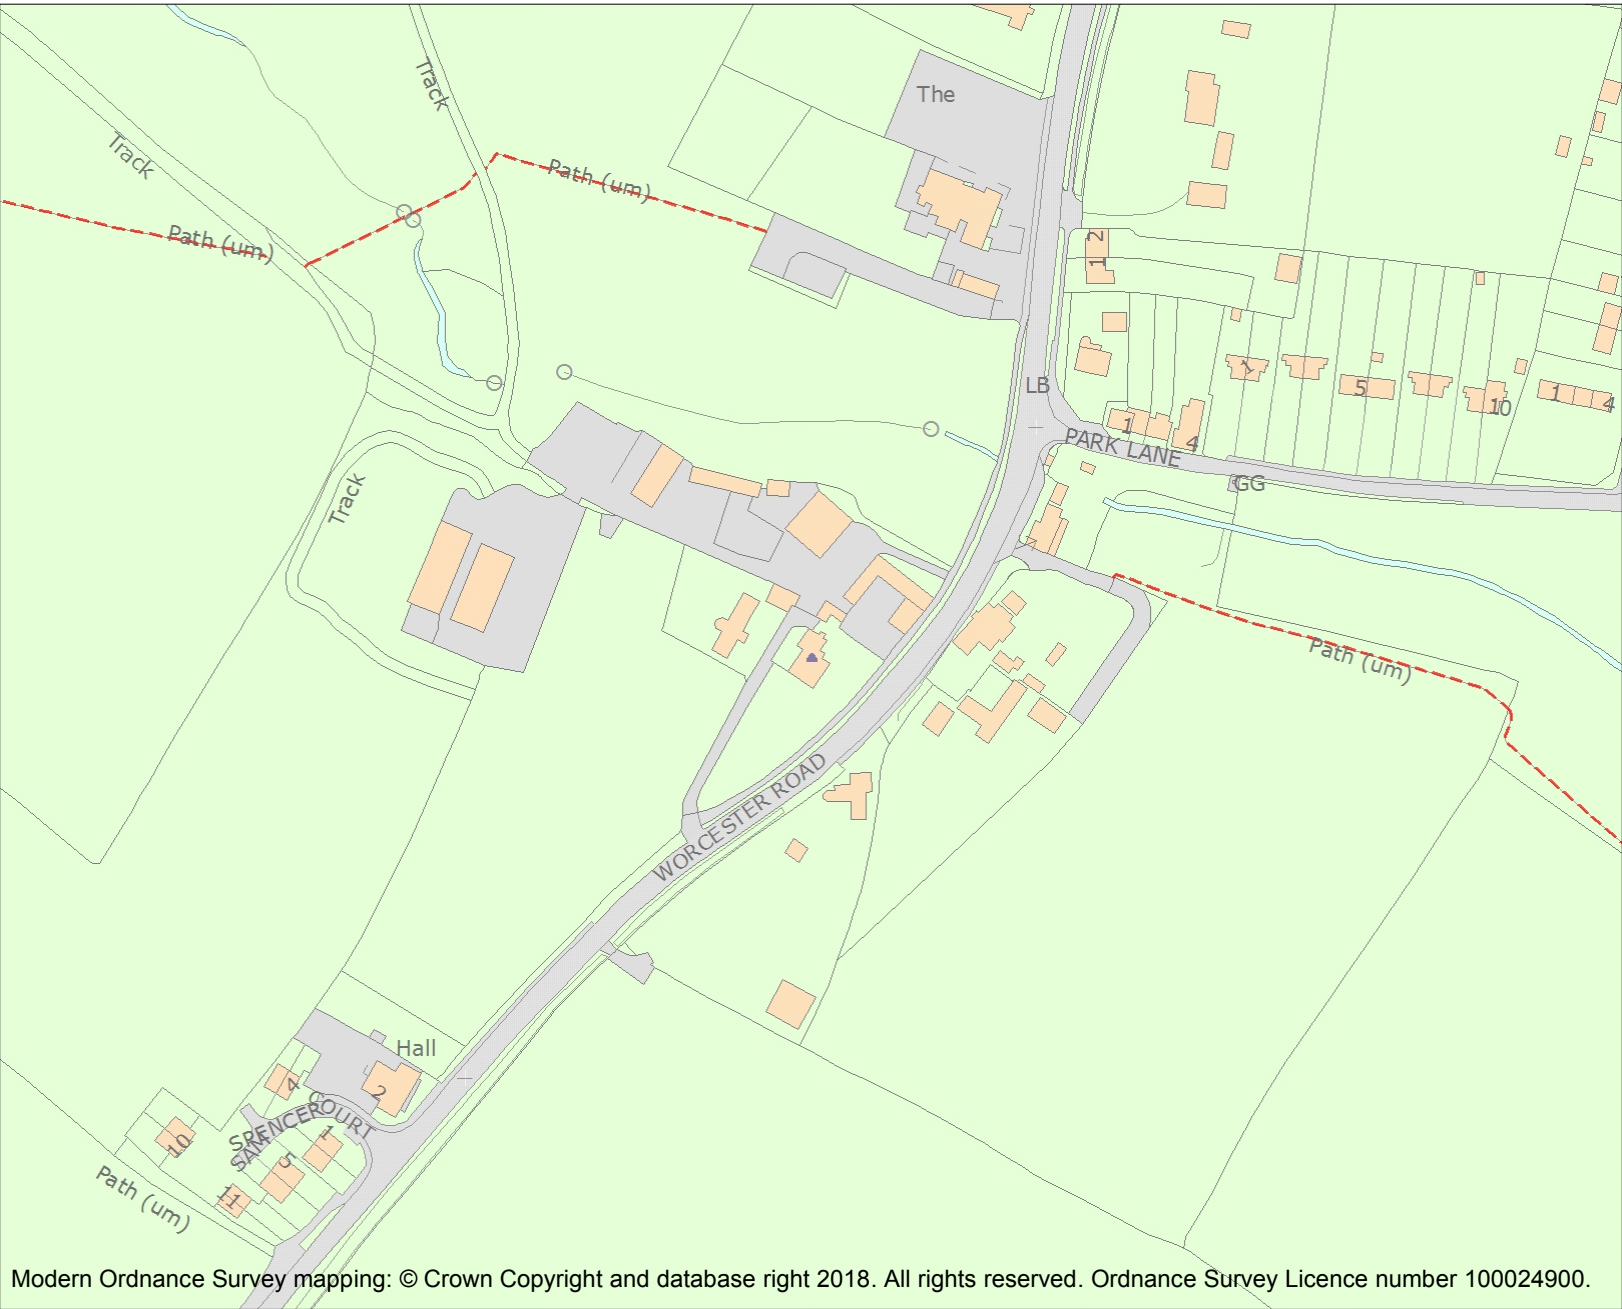 The
Track
Track
Path (um)
Path (um)
1 2
LB
1
5
10
1
4
1
4
PARK LANE
GG
Track
Path (um)
WORCESTER ROAD
Hall
4
2
SAM SPENCER COURT
1
10
5
11
Path (um)
Modern Ordnance Survey mapping: © Crown Copyright and database right 2018. All rights reserved. Ordnance Survey Licence number 100024900.